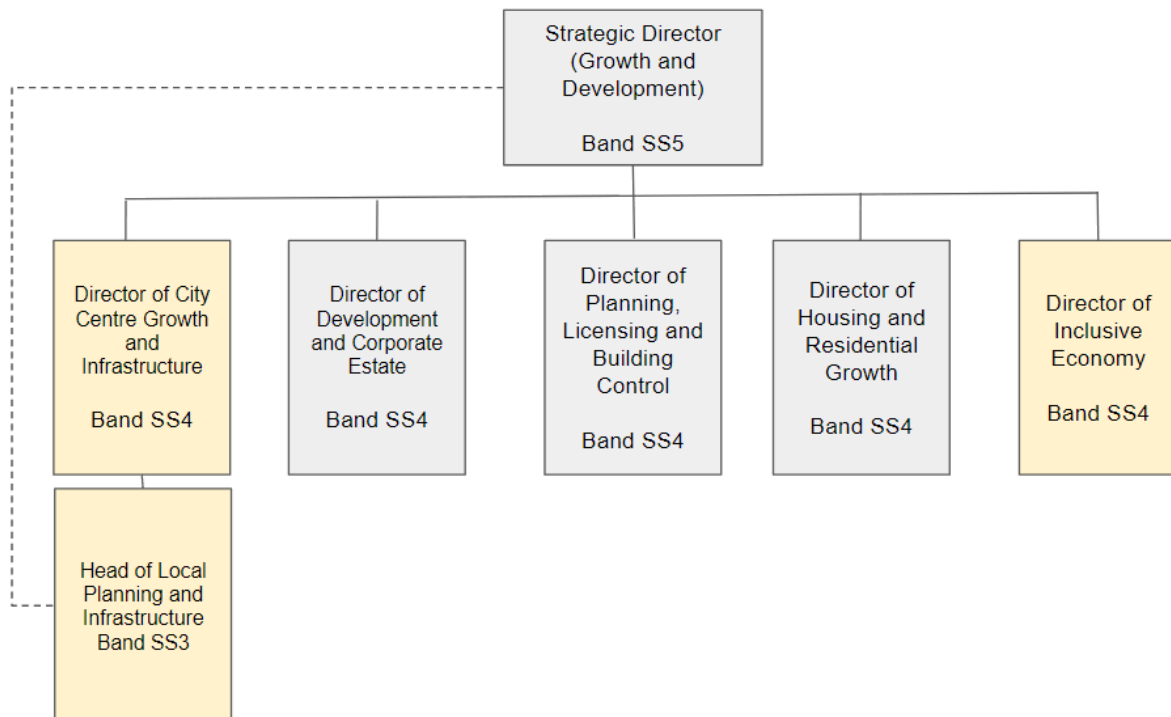 Strategic Director
(Growth and
Development)
Band SS5
Director of City
Centre Growth
and
Infrastructure
Band SS4
Director of
Development
and Corporate
Estate
Band SS4
Director of
Planning,
Licensing and
Building
Control
Band SS4
Director of
Housing and
Residential
Growth
Band SS4
Director of
Inclusive
Economy
Band SS4
Head of Local
Planning and
Infrastructure
Band SS3